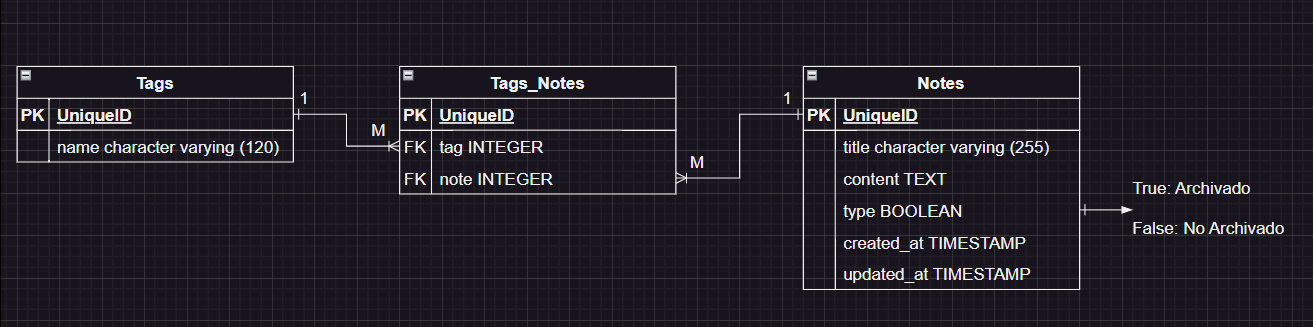 Tags
PK UniqueID
name character varying (120)
1
M
Tags_Notes
PK UniqueID
FK tag INTEGER
FK note INTEGER
M
1
Notes
PK UniqueID
title character varying (255)
content TEXT
type BOOLEAN
created_at TIMESTAMP
updated_at TIMESTAMP
True: Archivado
False: No Archivado